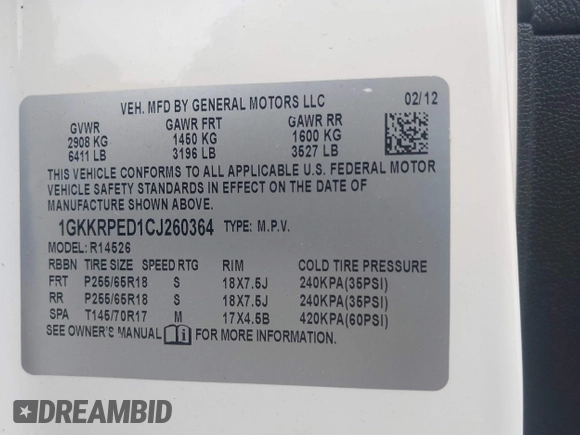 VEH. MFD BY GENERAL MOTORS LLC 02/12
GVWR GAWR FRT GAWR RR
2908 KG 1450 KG 1600 KG
6411 LB 3196 LB 3527 LB
THIS VEHICLE CONFORMS TO ALL APPLICABLE U.S. FEDERAL MOTOR
VEHICLE SAFETY STANDARDS IN EFFECT ON THE DATE OF
MANUFACTURE SHOWN ABOVE.
1GKKRPED1CJ260364 TYPE: M.P.V.
MODEL: R14526
RBBN TIRE SIZE SPEED RTG RIM COLD TIRE PRESSURE
FRT P255/65R18 S 18X7.5J 240KPA(35PSI)
RR P255/65R18 S 18X7.5J 240KPA(35PSI)
SPA T145/70R17 M 17X4.5B 420KPA(60PSI)
SEE OWNER'S MANUAL FOR MORE INFORMATION
DREAMBID